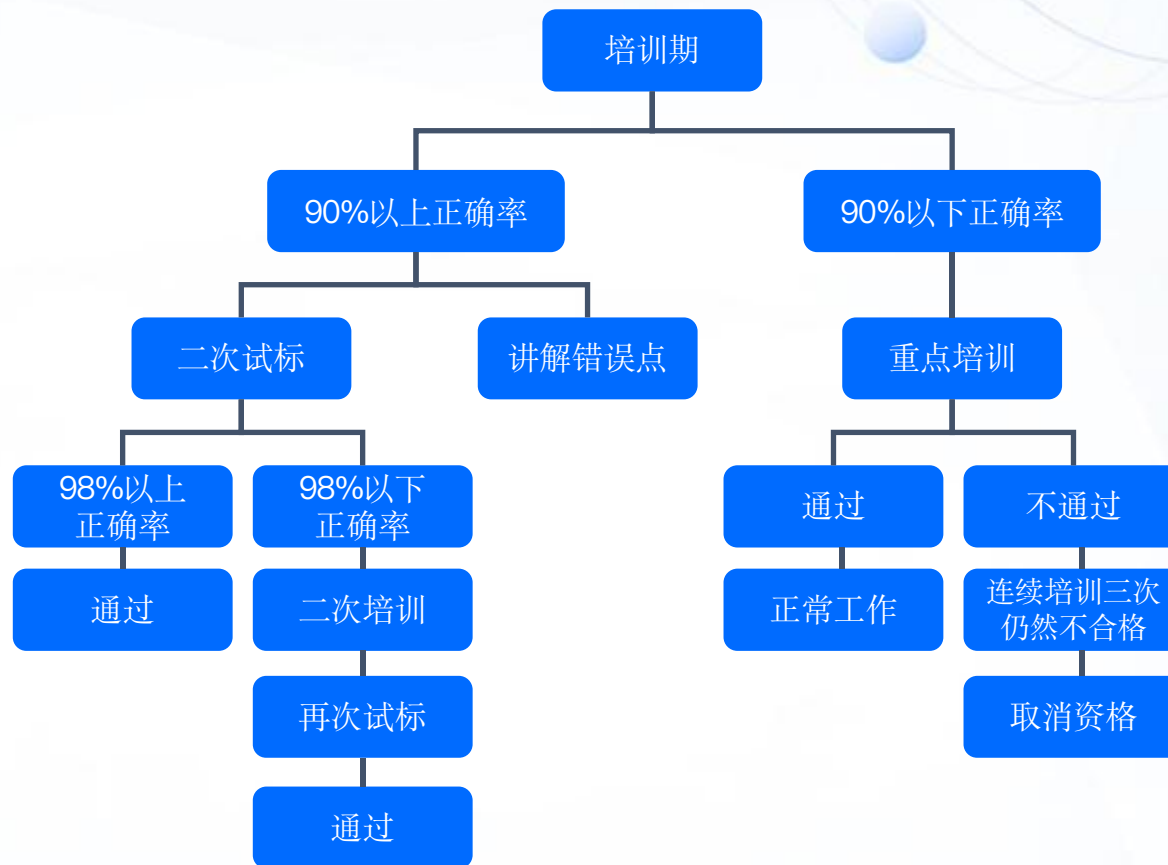 培训期
90%以上正确率
90%以下正确率
二次试标
讲解错误点
重点培训
98%以上
正确率
98%以下
正确率
通过
不通过
通过
二次培训
正常工作
连续培训三次
仍然不合格
再次试标
取消资格
通过